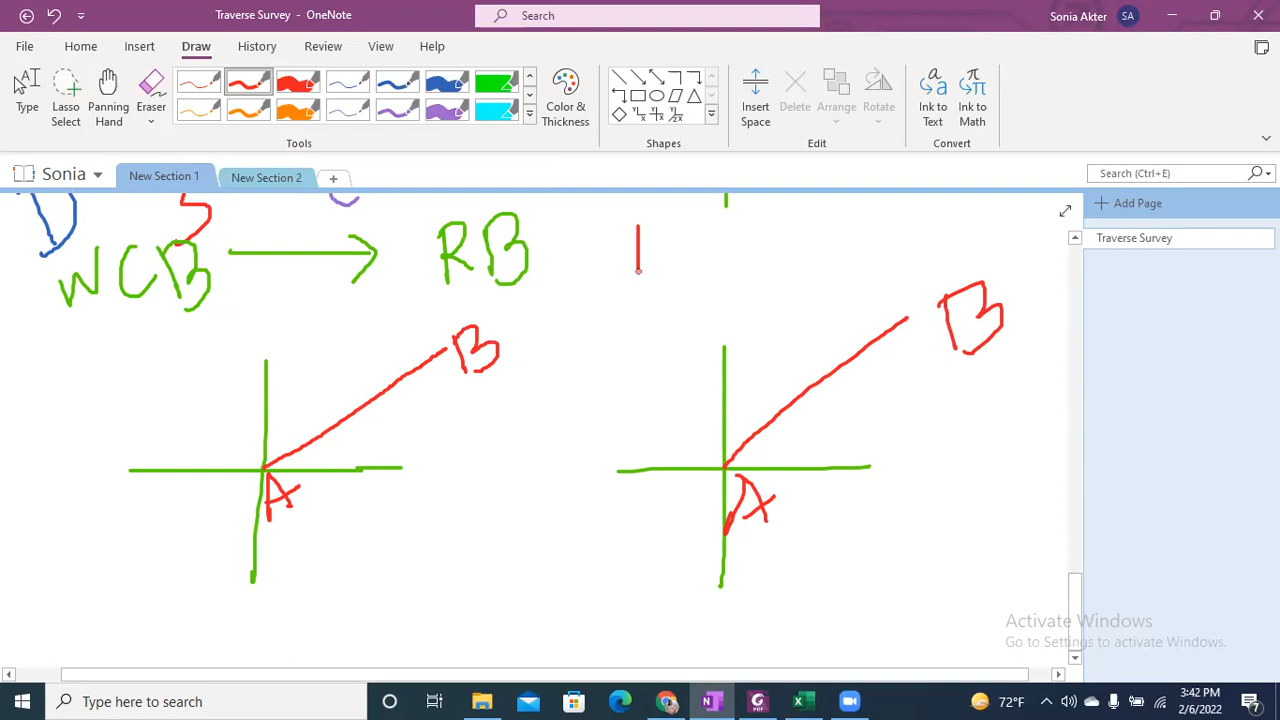 Traverse Survey - OneNote
Search
Sonia Akter SA
File Home Insert Draw History Review View Help
Type Lasso Select Panning Hand Eraser Color & Thickness Insert Space Delete Arrange Rotate Ink to Text Ink to Math
Tools Shapes Edit Convert
Sonia New Section 1 New Section 2 Search (Ctrl+E)
Add Page
Traverse Survey
D
WCB → RB
B B
A A
Activate Windows
Go to Settings to activate Windows.
Type here to search
72°F 3:42 PM
2/6/2022